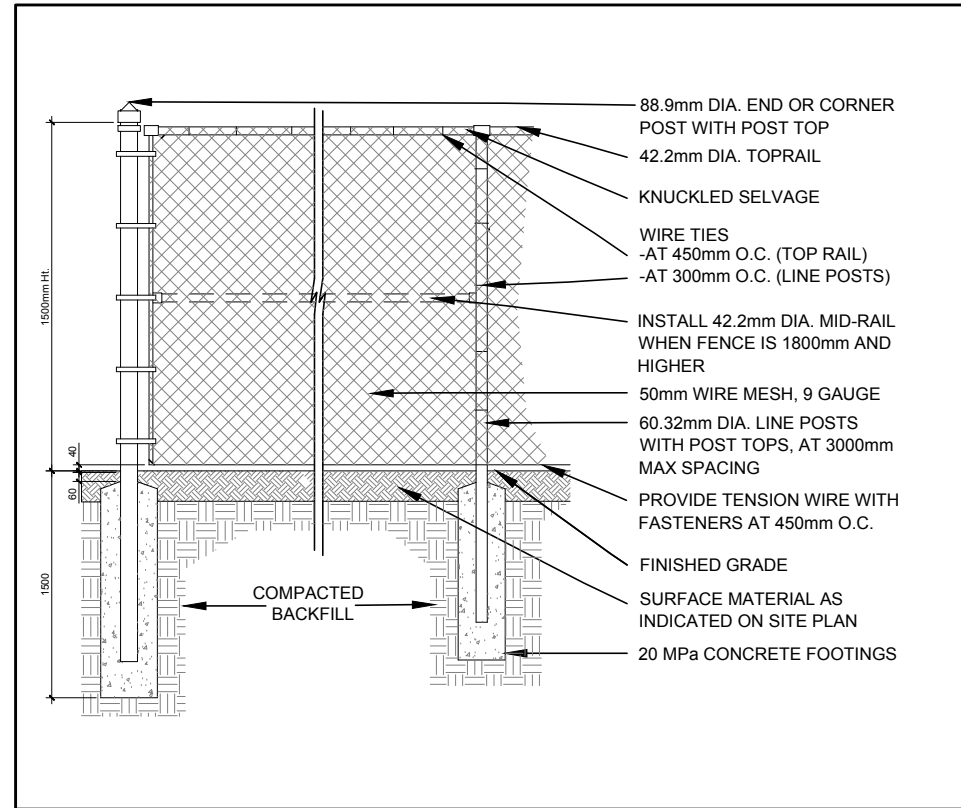 88.9mm DIA. END OR CORNER
POST WITH POST TOP
42.2mm DIA. TOPRAIL
KNUCKLED SELVAGE
WIRE TIES
-AT 450mm O.C. (TOP RAIL)
-AT 300mm O.C. (LINE POSTS)
INSTALL 42.2mm DIA. MID-RAIL
WHEN FENCE IS 1800mm AND
HIGHER
50mm WIRE MESH, 9 GAUGE
60.32mm DIA. LINE POSTS
WITH POST TOPS, AT 3000mm
MAX SPACING
PROVIDE TENSION WIRE WITH
FASTENERS AT 450mm O.C.
FINISHED GRADE
SURFACE MATERIAL AS
INDICATED ON SITE PLAN
20 MPa CONCRETE FOOTINGS
1500mm Ht.
40
60
1500
COMPACTED
BACKFILL